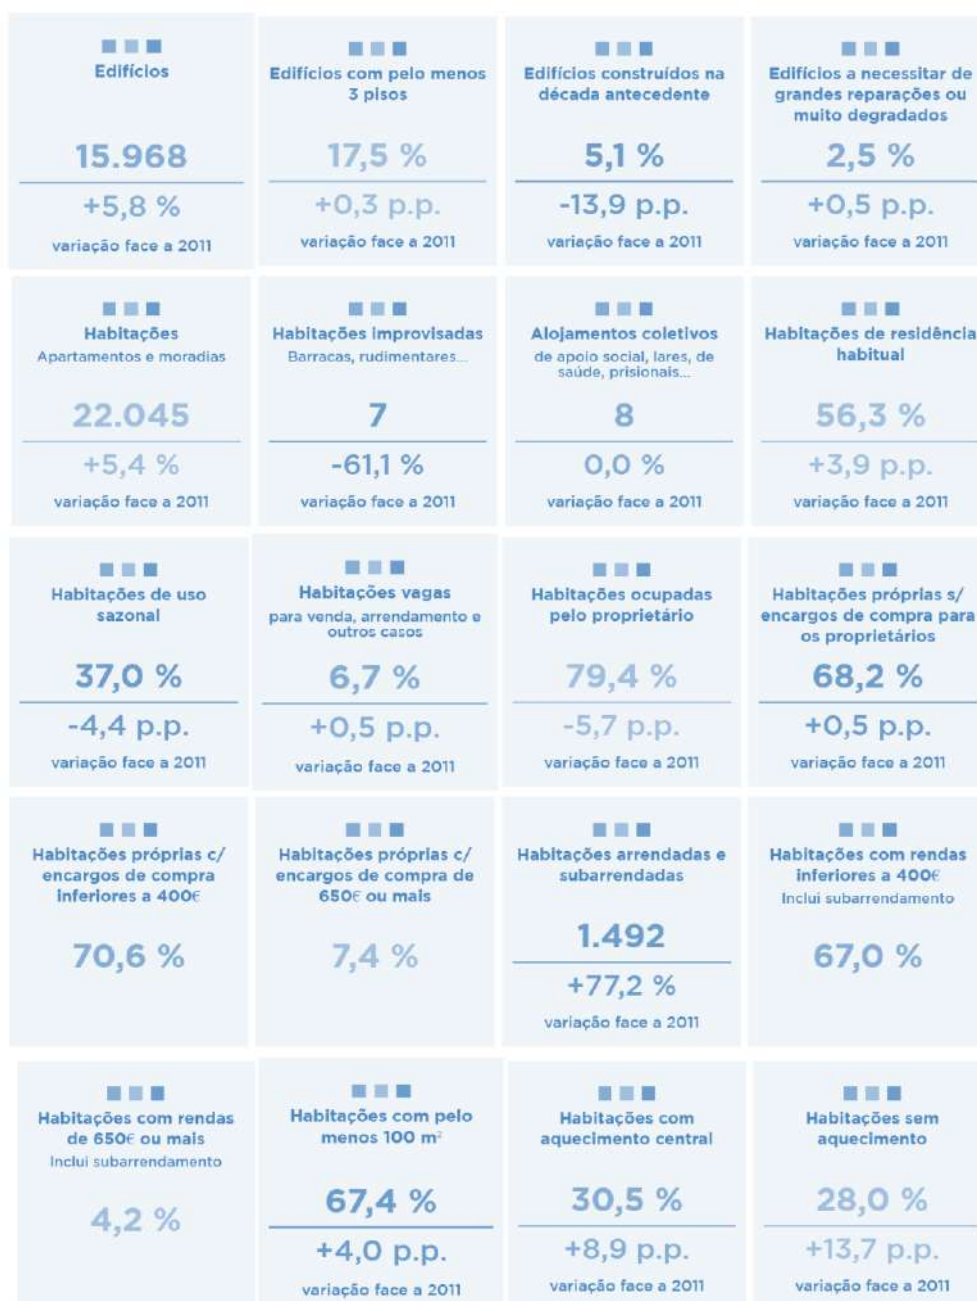 Edifícios
15.968
+5,8 %
variação face a 2011
Edifícios com pelo menos
3 pisos
17,5 %
+0,3 p.p.
variação face a 2011
Edifícios construídos na
década antecedente
5,1 %
-13,9 p.p.
variação face a 2011
Edifícios a necessitar de
grandes reparações ou
muito degradados
2,5 %
+0,5 p.p.
variação face a 2011
Habitações
Apartamentos e moradias
22.045
+5,4 %
variação face a 2011
Habitações improvisadas
Barracas, rudimentares...
7
-61,1 %
variação face a 2011
Alojamentos coletivos
de apoio social, lares, de
saúde, prisionais...
8
0,0 %
variação face a 2011
Habitações de residência
habitual
56,3 %
+3,9 p.p.
variação face a 2011
Habitações de uso
sazonal
37,0 %
-4,4 p.p.
variação face a 2011
Habitações vagas
para venda, arrendamento e
outros casos
6,7 %
+0,5 p.p.
variação face a 2011
Habitações ocupadas
pelo proprietário
79,4 %
-5,7 p.p.
variação face a 2011
Habitações próprias s/
encargos de compra para
os proprietários
68,2 %
+0,5 p.p.
variação face a 2011
Habitações próprias c/
encargos de compra
inferiores a 400€
70,6 %
Habitações próprias c/
encargos de compra de
650€ ou mais
7,4 %
Habitações arrendadas e
subarrendadas
1.492
+77,2 %
variação face a 2011
Habitações com rendas
inferiores a 400€
Inclui subarrendamento
67,0 %
Habitações com rendas
de 650€ ou mais
Inclui subarrendamento
4,2 %
Habitações com pelo
menos 100 m²
67,4 %
+4,0 p.p.
variação face a 2011
Habitações com
aquecimento central
30,5 %
+8,9 p.p.
variação face a 2011
Habitações sem
aquecimento
28,0 %
+13,7 p.p.
variação face a 2011